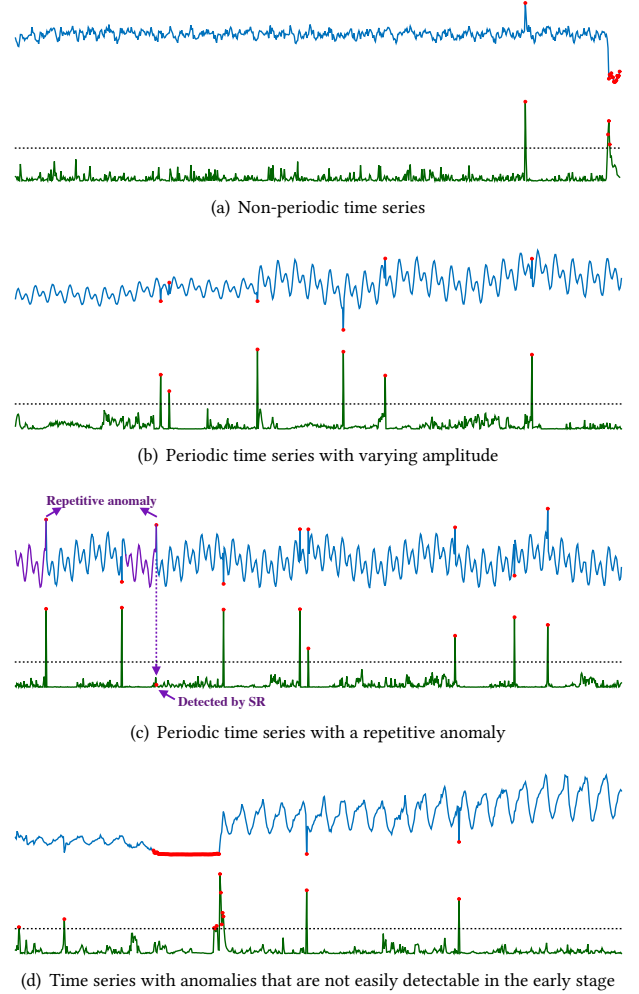 (a) Non-periodic time series
(b) Periodic time series with varying amplitude
Repetitive anomaly
Detected by SR
(c) Periodic time series with a repetitive anomaly
(d) Time series with anomalies that are not easily detectable in the early stage